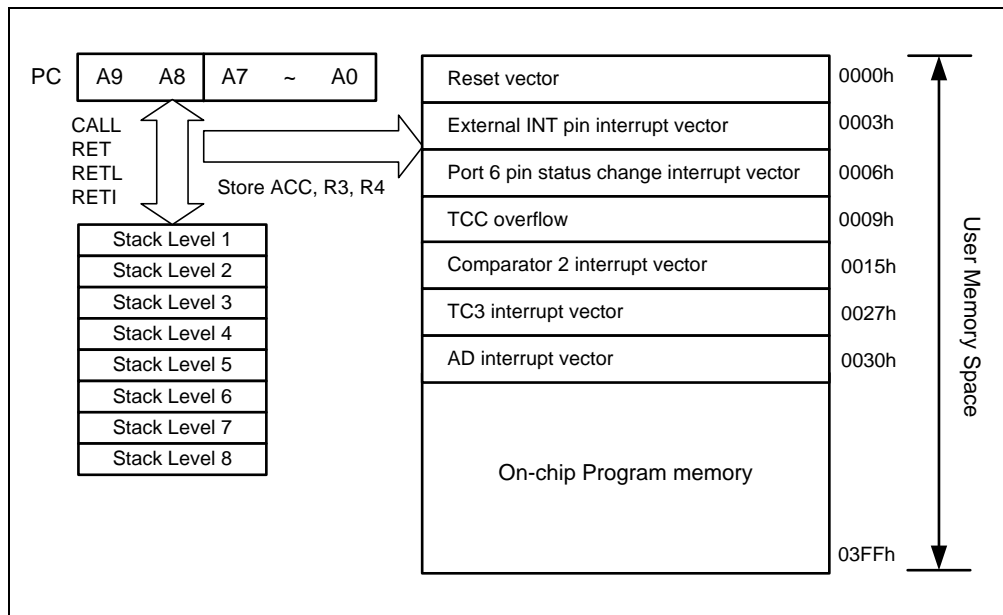 PC A9 A8 A7 ~ A0
CALL
RET
RETL
RETI
Store ACC, R3, R4
Stack Level 1
Stack Level 2
Stack Level 3
Stack Level 4
Stack Level 5
Stack Level 6
Stack Level 7
Stack Level 8
Reset vector 0000h
External INT pin interrupt vector 0003h
Port 6 pin status change interrupt vector 0006h
TCC overflow 0009h
Comparator 2 interrupt vector 0015h
TC3 interrupt vector 0027h
AD interrupt vector 0030h
On-chip Program memory
03FFh
User Memory Space